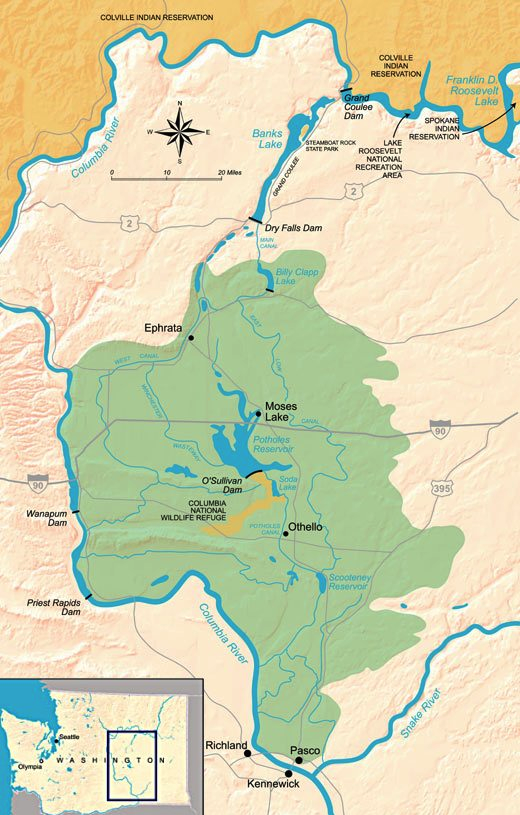 COLVILLE INDIAN RESERVATION
COLVILLE
INDIAN
RESERVATION
Franklin D.
Roosevelt
Lake
Grand
Coulee
Dam
SPOKANE
INDIAN
RESERVATION
LAKE
ROOSEVELT
NATIONAL
RECREATION
AREA
Columbia River
N
W
E
S
0
10
20 Miles
Banks
Lake
STEAMBOAT ROCK
STATE PARK
GRAND COULEE
2
2
Dry Falls Dam
MAIN
CANAL
Billy Clapp
Lake
Ephrata
WEST CANAL
EAST
LOW
CANAL
WINCHESTER
WASTEWAY
Moses
Lake
90
Potholes
Reservoir
90
395
O'Sullivan
Dam
Soda
Lake
COLUMBIA
NATIONAL
WILDLIFE REFUGE
Wanapum
Dam
POTHOLES
CANAL
Othello
Scooteney
Reservoir
Priest Rapids
Dam
Columbia River
Snake River
Richland
Pasco
Kennewick
Seattle
Olympia
WASHINGTON